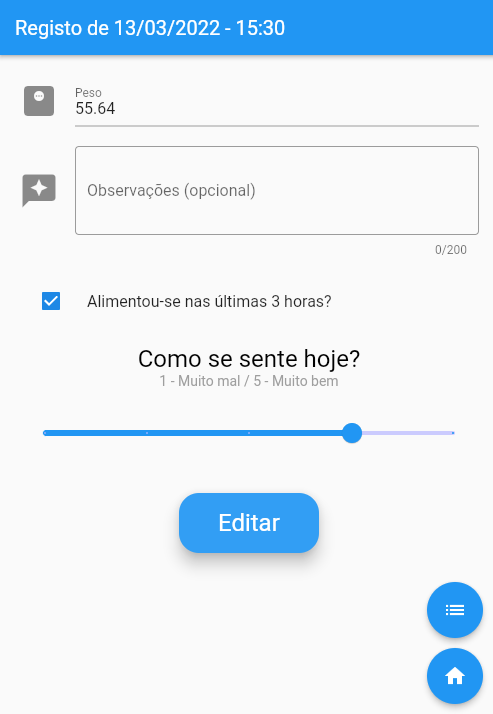 Registo de 13/03/2022 - 15:30
Peso
55.64
Observações (opcional)
0/200
Alimentou-se nas últimas 3 horas?
Como se sente hoje?
1 - Muito mal / 5 - Muito bem
Editar